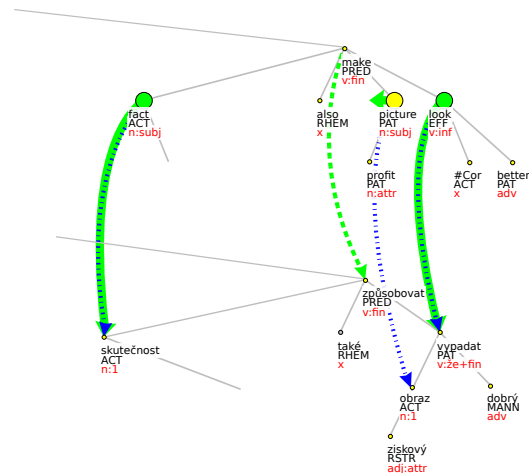 make
PRED
v:fin
fact
ACT
n:subj
also
RHEM
x
picture
PAT
n:subj
look
EFF
v:inf
profit
PAT
n:attr
#Cor
ACT
x
better
PAT
adv
způsobovat
PRED
v:fin
skutečnost
ACT
n:1
také
RHEM
x
vypadat
PAT
v:že+fin
obraz
ACT
n:1
dobrý
MANN
adv
ziskový
RSTR
adj:attr